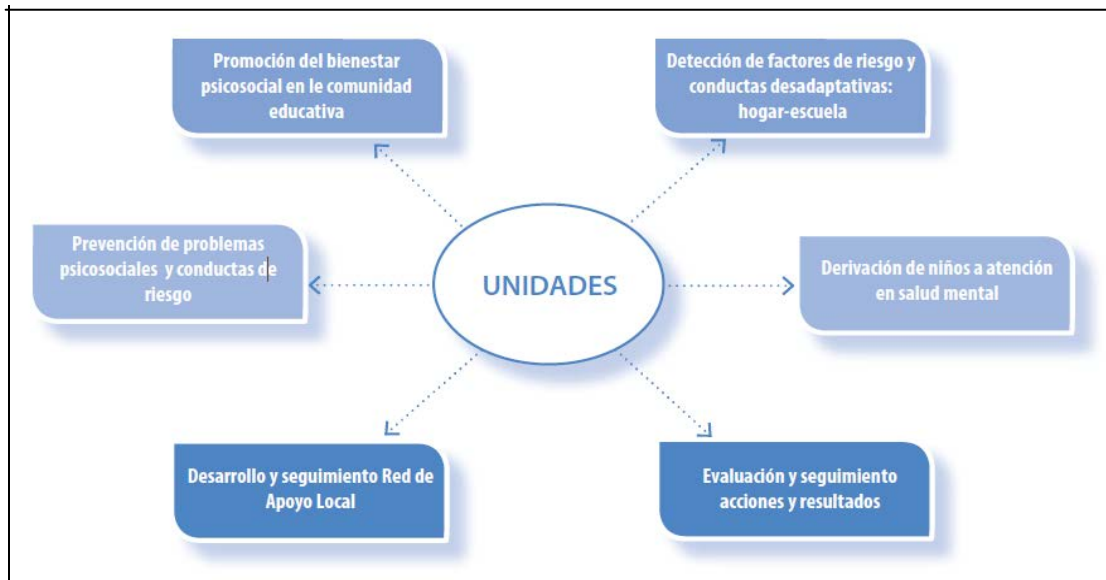 Promoción del bienestar
psicosocial en le comunidad
educativa
Detección de factores de riesgo y
conductas desadaptativas:
hogar-escuela
Prevención de problemas
psicosociales y conductas de
riesgo
UNIDADES
Derivación de niños a atención
en salud mental
Desarrollo y seguimiento Red de
Apoyo Local
Evaluación y seguimiento
acciones y resultados